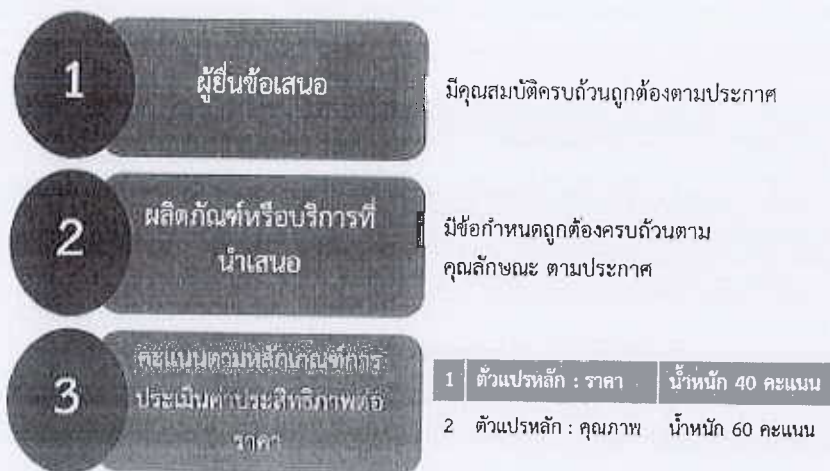 1
ผู้ยื่นข้อเสนอ
มีคุณสมบัติครบถ้วนถูกต้องตามประกาศ
2
ผลิตภัณฑ์หรือบริการที่
นำเสนอ
มีข้อกำหนดถูกต้องครบถ้วนตาม
คุณลักษณะ ตามประกาศ
3
คะแนนตามหลักเกณฑ์การ
ประเมินค่าประสิทธิภาพต่อ
ราคา
1 ตัวแปรหลัก : ราคา น้ำหนัก 40 คะแนน
2 ตัวแปรหลัก : คุณภาพ น้ำหนัก 60 คะแนน